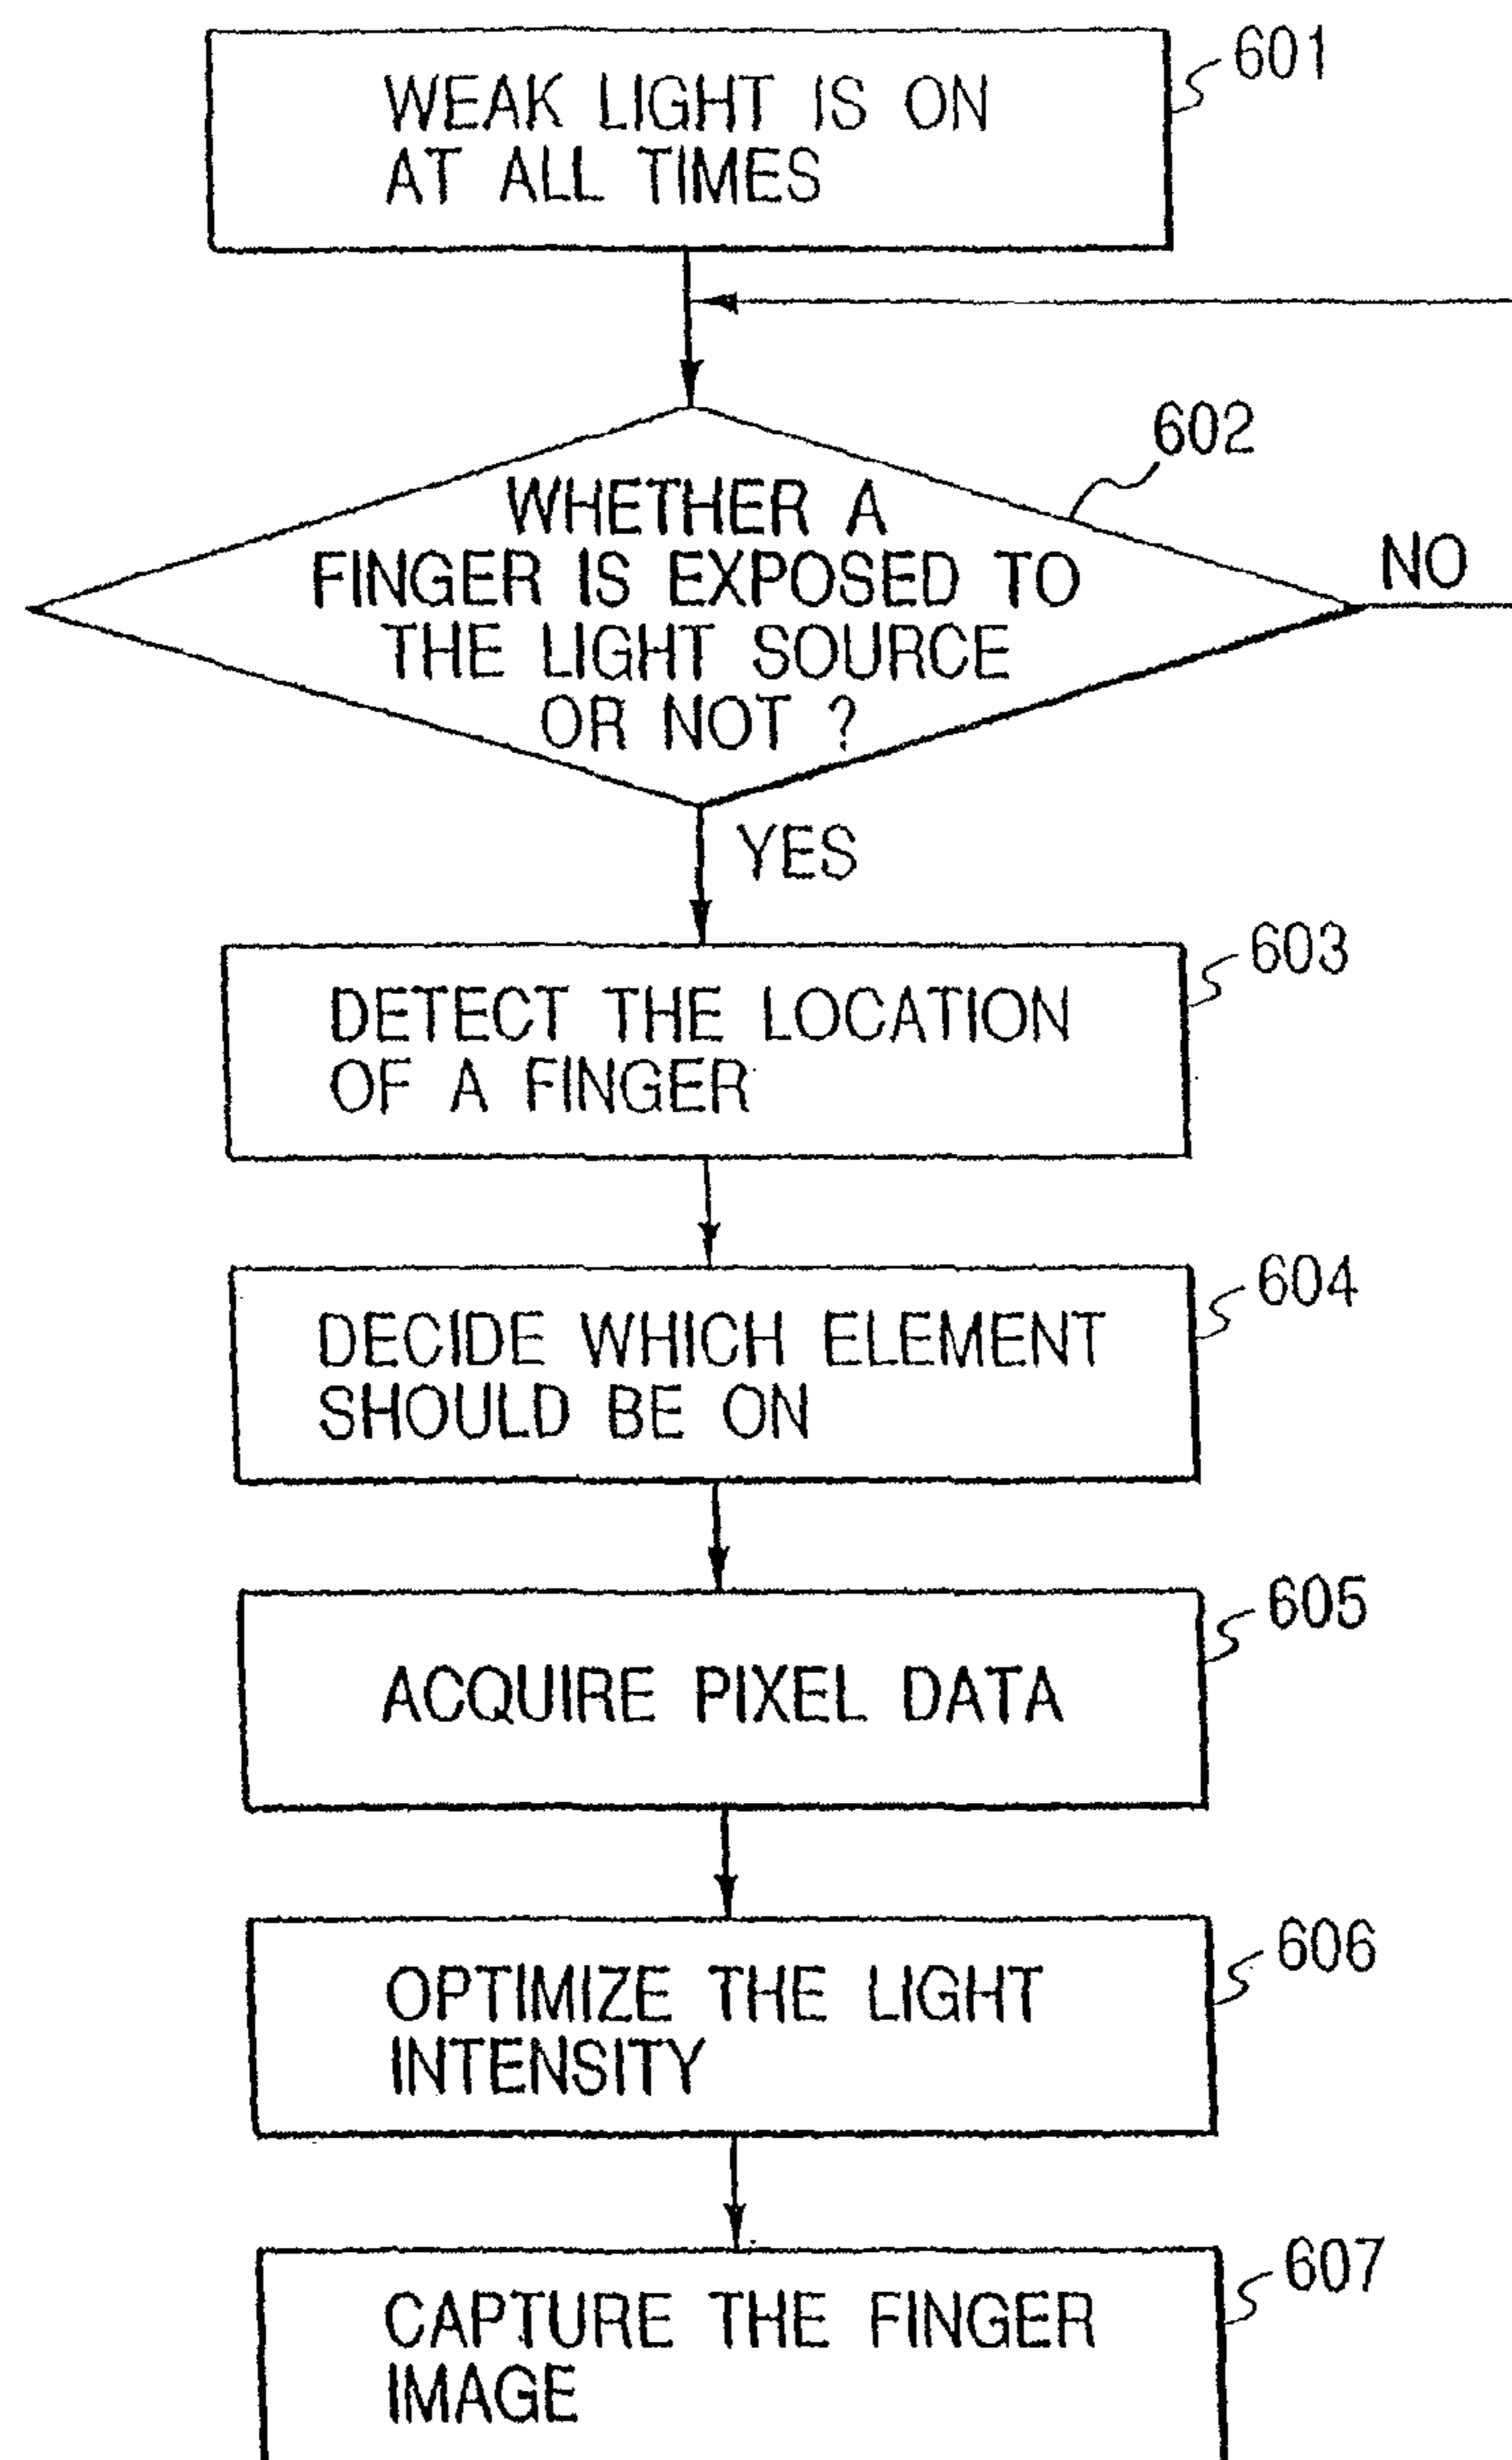 WEAK LIGHT IS ON
AT ALL TIMES
601
602
WHETHER A
FINGER IS EXPOSED TO
THE LIGHT SOURCE
OR NOT ?
NO
YES
603
DETECT THE LOCATION
OF A FINGER
604
DECIDE WHICH ELEMENT
SHOULD BE ON
605
ACQUIRE PIXEL DATA
606
OPTIMIZE THE LIGHT
INTENSITY
607
CAPTURE THE FINGER
IMAGE